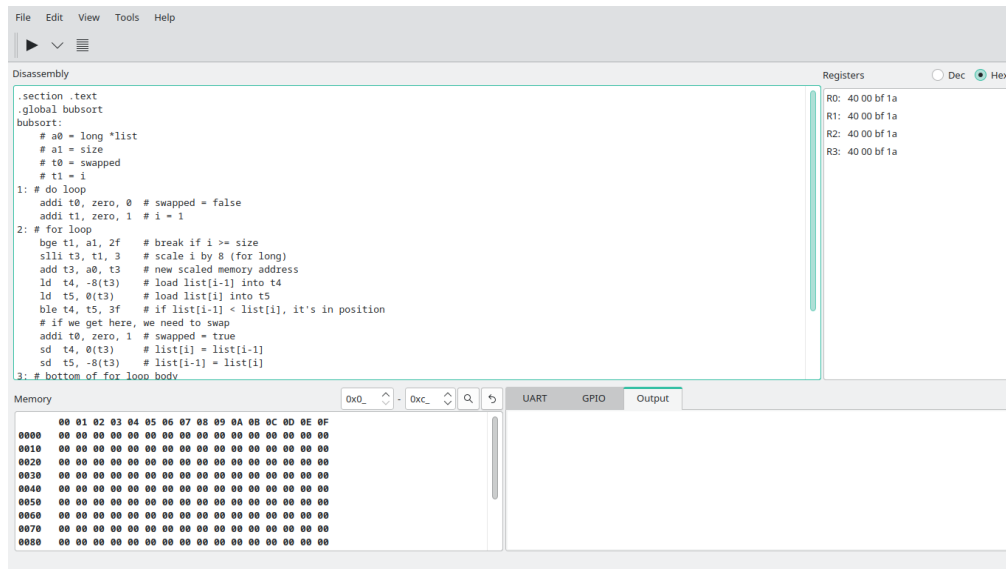 File Edit View Tools Help
Disassembly
.section .text
.global bubsort
bubsort:
# a0 = long *list
# a1 = size
# t0 = swapped
# t1 = i
1: # do loop
addi t0, zero, 0 # swapped = false
addi t1, zero, 1 # i = 1
2: # for loop
bge t1, a1, 2f # break if i >= size
slli t3, t1, 3 # scale i by 8 (for long)
add t3, a0, t3 # new scaled memory address
ld t4, -8(t3) # load list[i-1] into t4
ld t5, 0(t3) # load list[i] into t5
ble t4, t5, 3f # if list[i-1] < list[i], it's in position
# if we get here, we need to swap
addi t0, zero, 1 # swapped = true
sd t4, 0(t3) # list[i] = list[i-1]
sd t5, -8(t3) # list[i-1] = list[i]
3: # bottom of for loop body
Registers Dec Hex
R0: 40 00 bf 1a
R1: 40 00 bf 1a
R2: 40 00 bf 1a
R3: 40 00 bf 1a
Memory 0x0_ - 0xc_
00 01 02 03 04 05 06 07 08 09 0A 0B 0C 0D 0E 0F
0000 00 00 00 00 00 00 00 00 00 00 00 00 00 00 00 00
0010 00 00 00 00 00 00 00 00 00 00 00 00 00 00 00 00
0020 00 00 00 00 00 00 00 00 00 00 00 00 00 00 00 00
0030 00 00 00 00 00 00 00 00 00 00 00 00 00 00 00 00
0040 00 00 00 00 00 00 00 00 00 00 00 00 00 00 00 00
0050 00 00 00 00 00 00 00 00 00 00 00 00 00 00 00 00
0060 00 00 00 00 00 00 00 00 00 00 00 00 00 00 00 00
0070 00 00 00 00 00 00 00 00 00 00 00 00 00 00 00 00
0080 00 00 00 00 00 00 00 00 00 00 00 00 00 00 00 00
UART GPIO Output